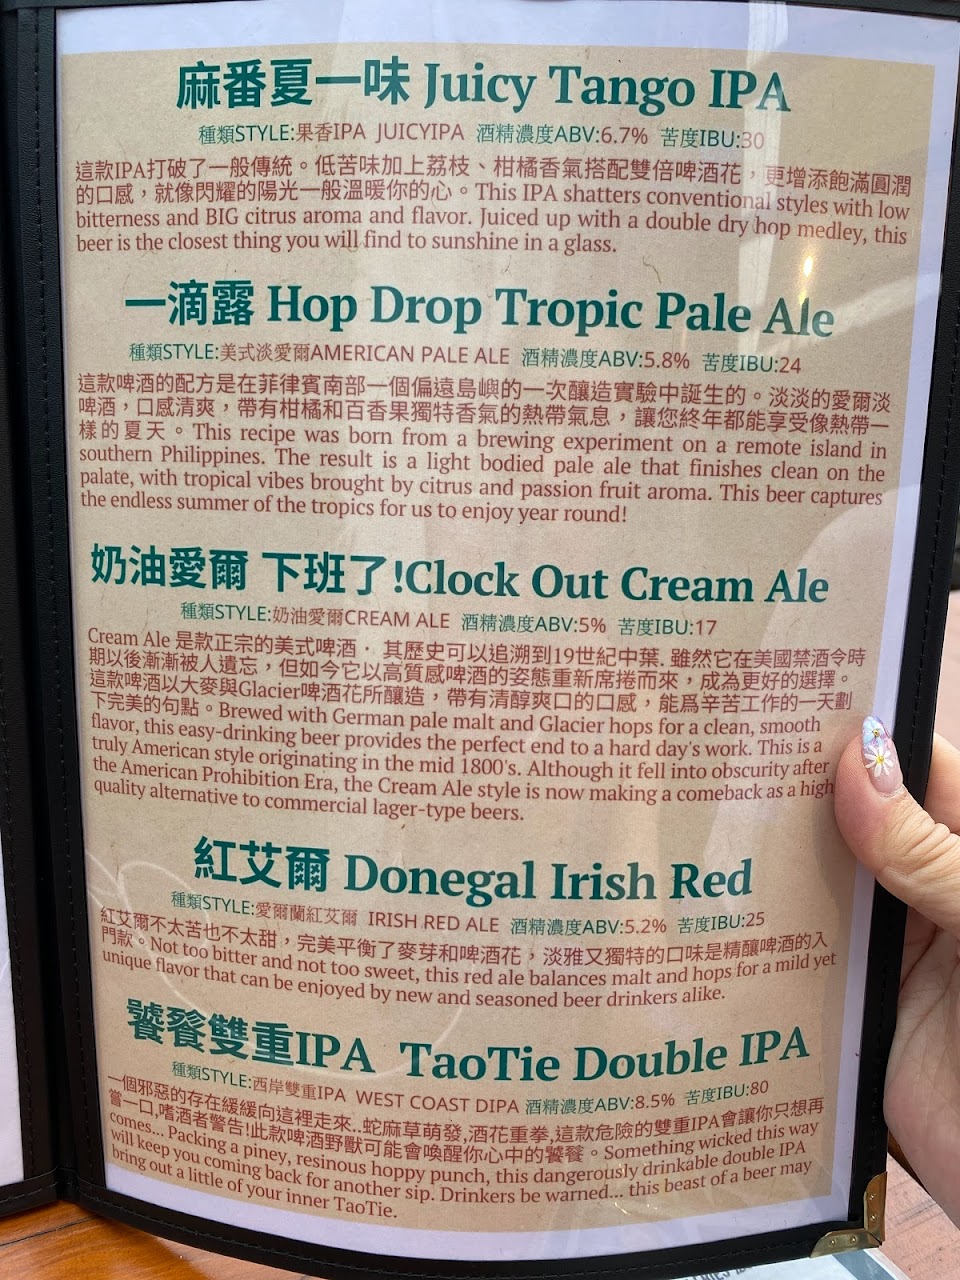 麻番夏一味 Juicy Tango IPA
種類STYLE:果香IPA JUICYIPA 酒精濃度ABV:6.7% 苦度IBU:30
這款IPA打破了一般傳統。低苦味加上荔枝、柑橘香氣搭配雙倍啤酒花，更增添飽滿圓潤
的口感，就像閃耀的陽光一般溫暖你的心。This IPA shatters conventional styles with low
bitterness and BIG citrus aroma and flavor. Juiced up with a double dry hop medley, this
beer is the closest thing you will find to sunshine in a glass.
一滴露 Hop Drop Tropic Pale Ale
種類STYLE:美式淡愛爾AMERICAN PALE ALE 酒精濃度ABV:5.8% 苦度IBU:24
這款啤酒的配方是在菲律賓南部一個偏遠島嶼的一次釀造實驗中誕生的。淡淡的愛爾淡
啤酒，口感清爽，帶有柑橘和百香果獨特香氣的熱帶氣息，讓您終年都能享受像熱帶一
樣的夏天。This recipe was born from a brewing experiment on a remote island in
southern Philippines. The result is a light bodied pale ale that finishes clean on the
palate, with tropical vibes brought by citrus and passion fruit aroma. This beer captures
the endless summer of the tropics for us to enjoy year round!
奶油愛爾 下班了!Clock Out Cream Ale
種類STYLE:奶油愛爾CREAM ALE 酒精濃度ABV:5% 苦度IBU:17
Cream Ale 是款正宗的美式啤酒． 其歷史可以追溯到19世紀中葉. 雖然它在美國禁酒令時
期以後漸漸被人遺忘，但如今它以高質感啤酒的姿態重新席捲而來，成為更好的選擇。
這款啤酒以大麥與Glacier啤酒花所釀造，帶有清醇爽口的口感，能爲辛苦工作的一天劃
下完美的句點。Brewed with German pale malt and Glacier hops for a clean, smooth
flavor, this easy-drinking beer provides the perfect end to a hard day's work. This is a
truly American style originating in the mid 1800's. Although it fell into obscurity after
the American Prohibition Era, the Cream Ale style is now making a comeback as a high
quality alternative to commercial lager-type beers.
紅艾爾 Donegal Irish Red
種類STYLE:愛爾蘭紅艾爾 IRISH RED ALE 酒精濃度ABV:5.2% 苦度IBU:25
紅艾爾不太苦也不太甜，完美平衡了麥芽和啤酒花，淡雅又獨特的口味是精釀啤酒的入
門款。Not too bitter and not too sweet, this red ale balances malt and hops for a mild yet
unique flavor that can be enjoyed by new and seasoned beer drinkers alike.
饕餮雙重IPA TaoTie Double IPA
種類STYLE:西岸雙重IPA WEST COAST DIPA 酒精濃度ABV:8.5% 苦度IBU:80
一個邪惡的存在緩緩向這裡走來..蛇麻草萌發,酒花重拳,這款危險的雙重IPA會讓你只想再
嘗一口,嗜酒者警告!此款啤酒野獸可能會喚醒你心中的饕餮。Something wicked this way
comes... Packing a piney, resinous hoppy punch, this dangerously drinkable double IPA
will keep you coming back for another sip. Drinkers be warned... this beast of a beer may
bring out a little of your inner TaoTie.